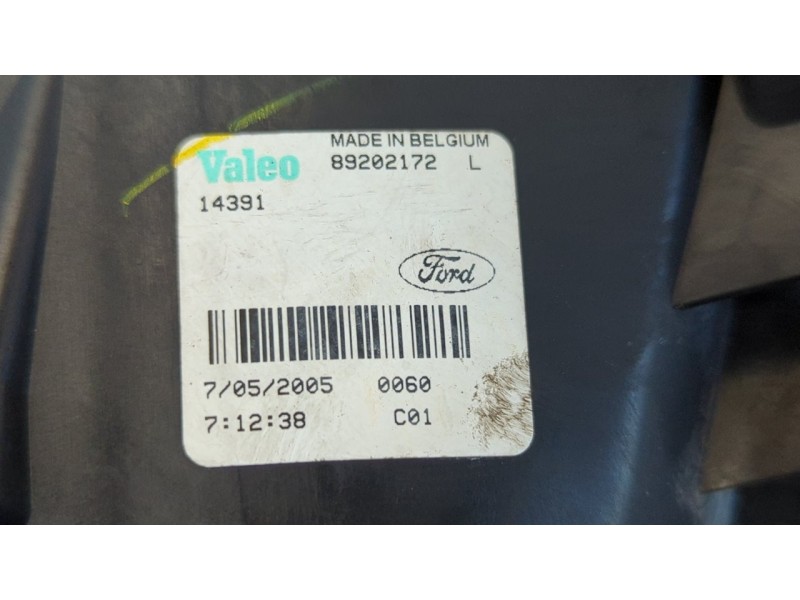 MADE IN BELGIUM
Valeo 89202172 L
14391
Ford
7/05/2005 0060
7:12:38 C01